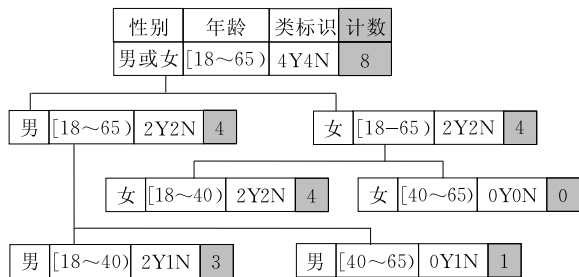 性别 年龄 类标识 计数
男或女 [18～65) 4Y4N 8
男 [18～65) 2Y2N 4
女 [18-65) 2Y2N 4
女 [18～40) 2Y2N 4
女 [40～65) 0Y0N 0
男 [18～40) 2Y1N 3
男 [40～65) 0Y1N 1